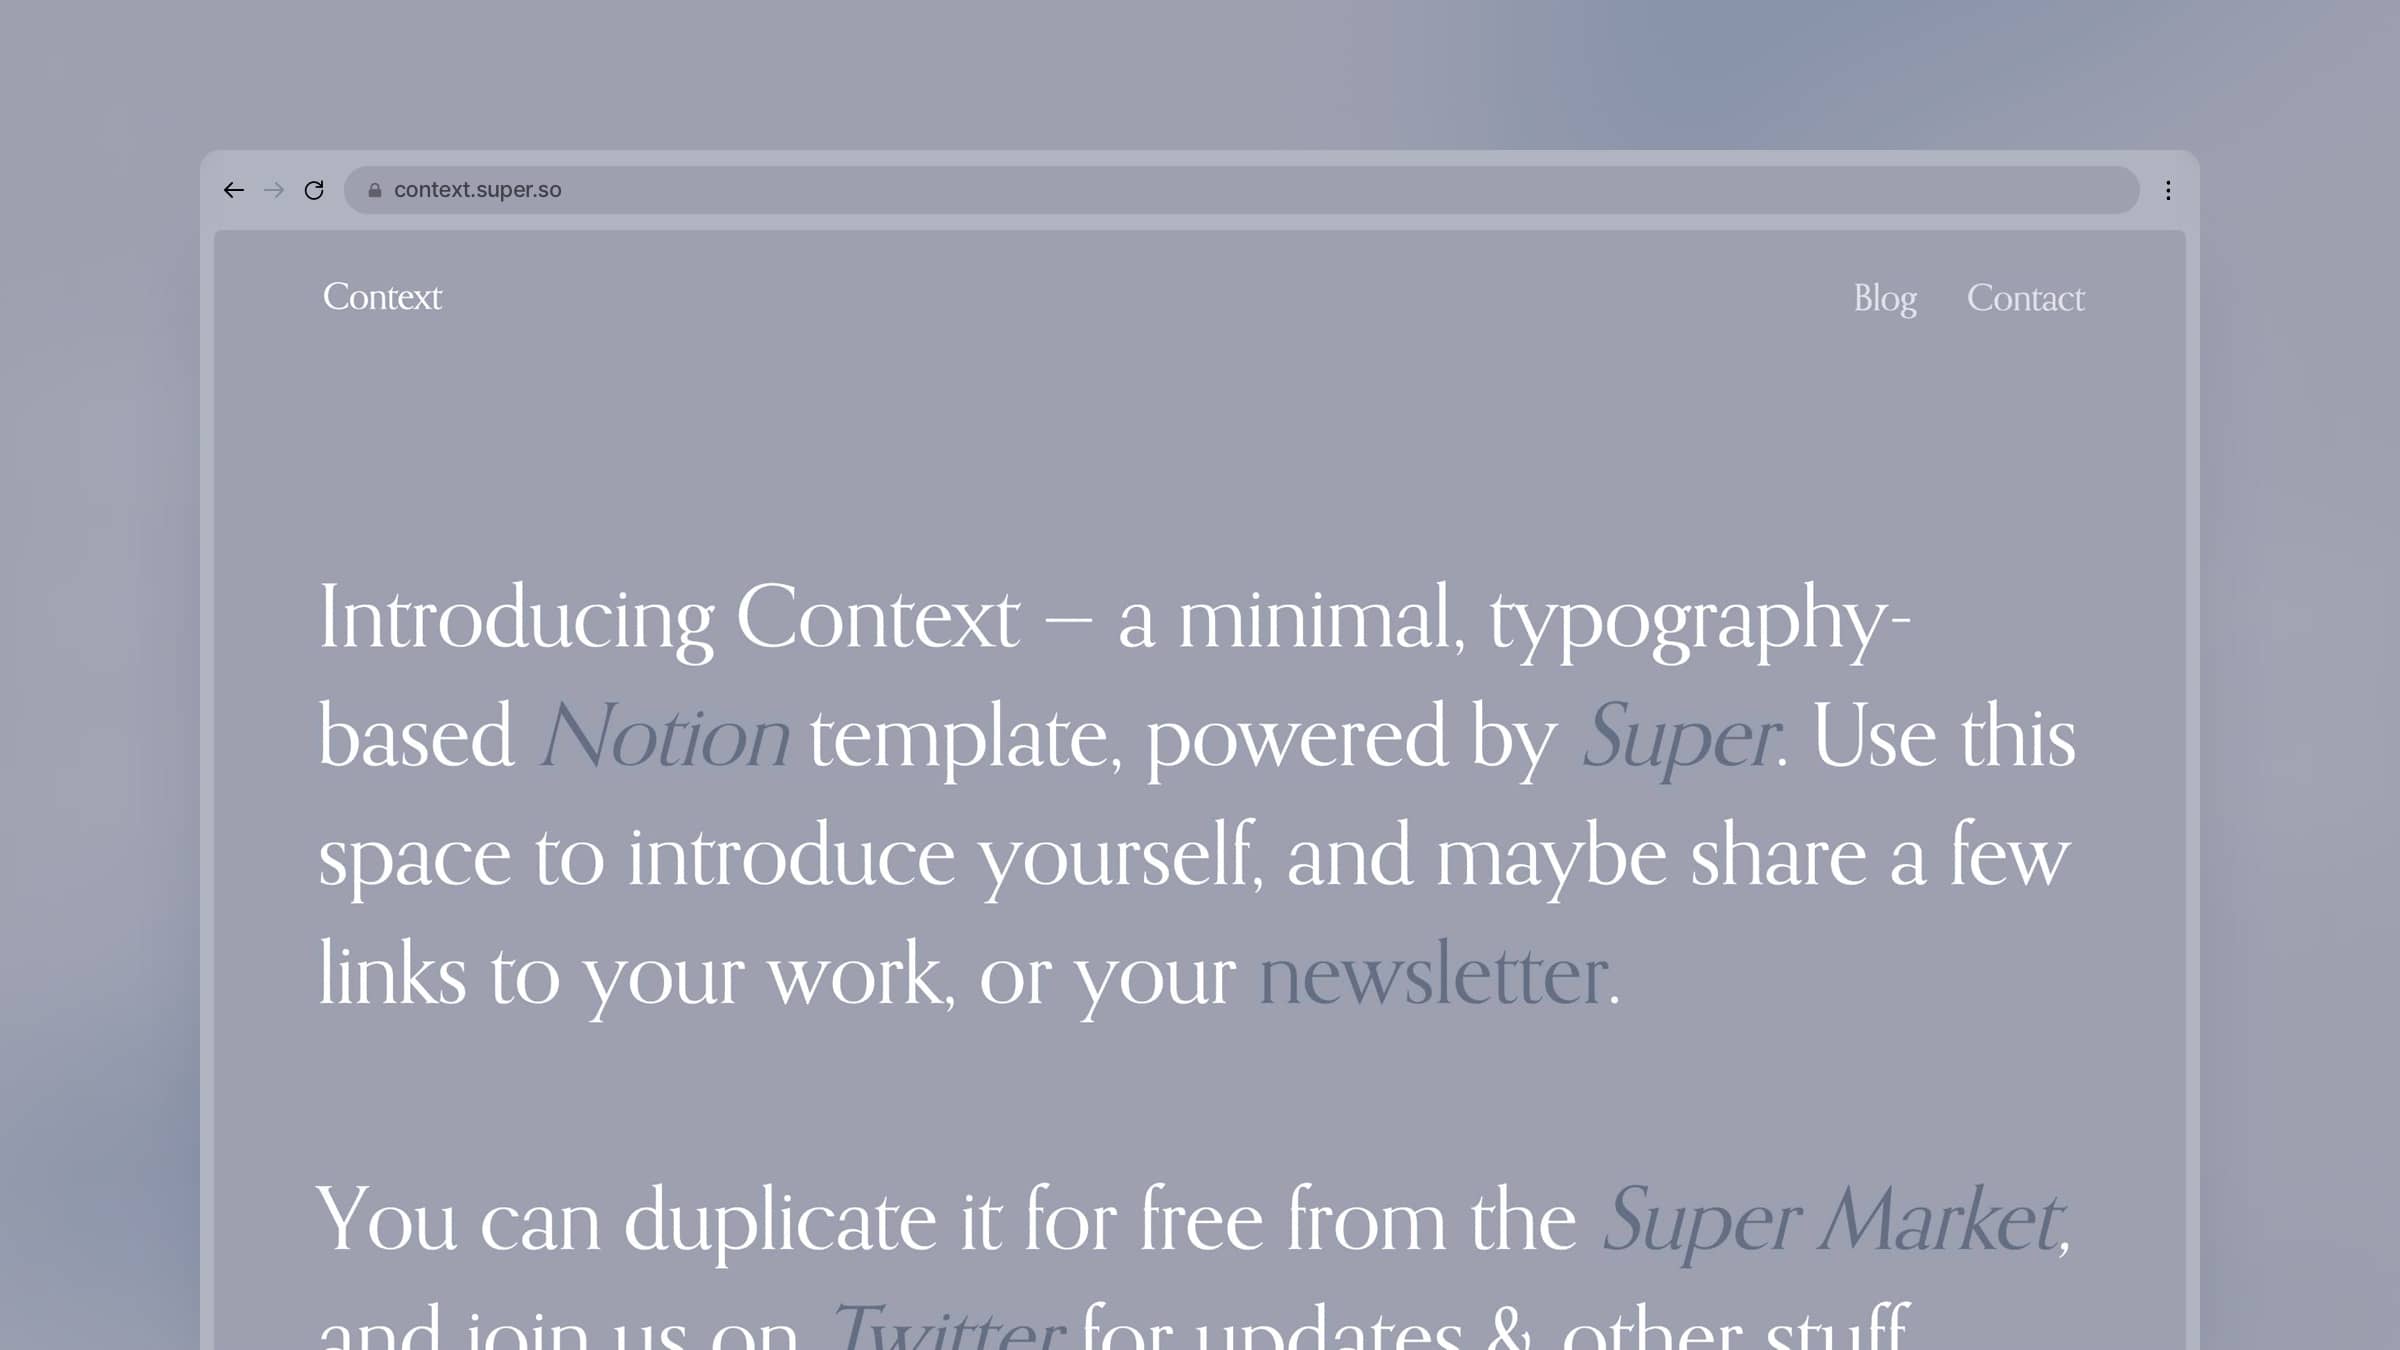 context.super.so
Context
Blog Contact
Introducing Context – a minimal, typography-
based Notion template, powered by Super. Use this
space to introduce yourself, and maybe share a few
links to your work, or your newsletter.
You can duplicate it for free from the Super Market,
and join us on Twitter for updates & other stuff